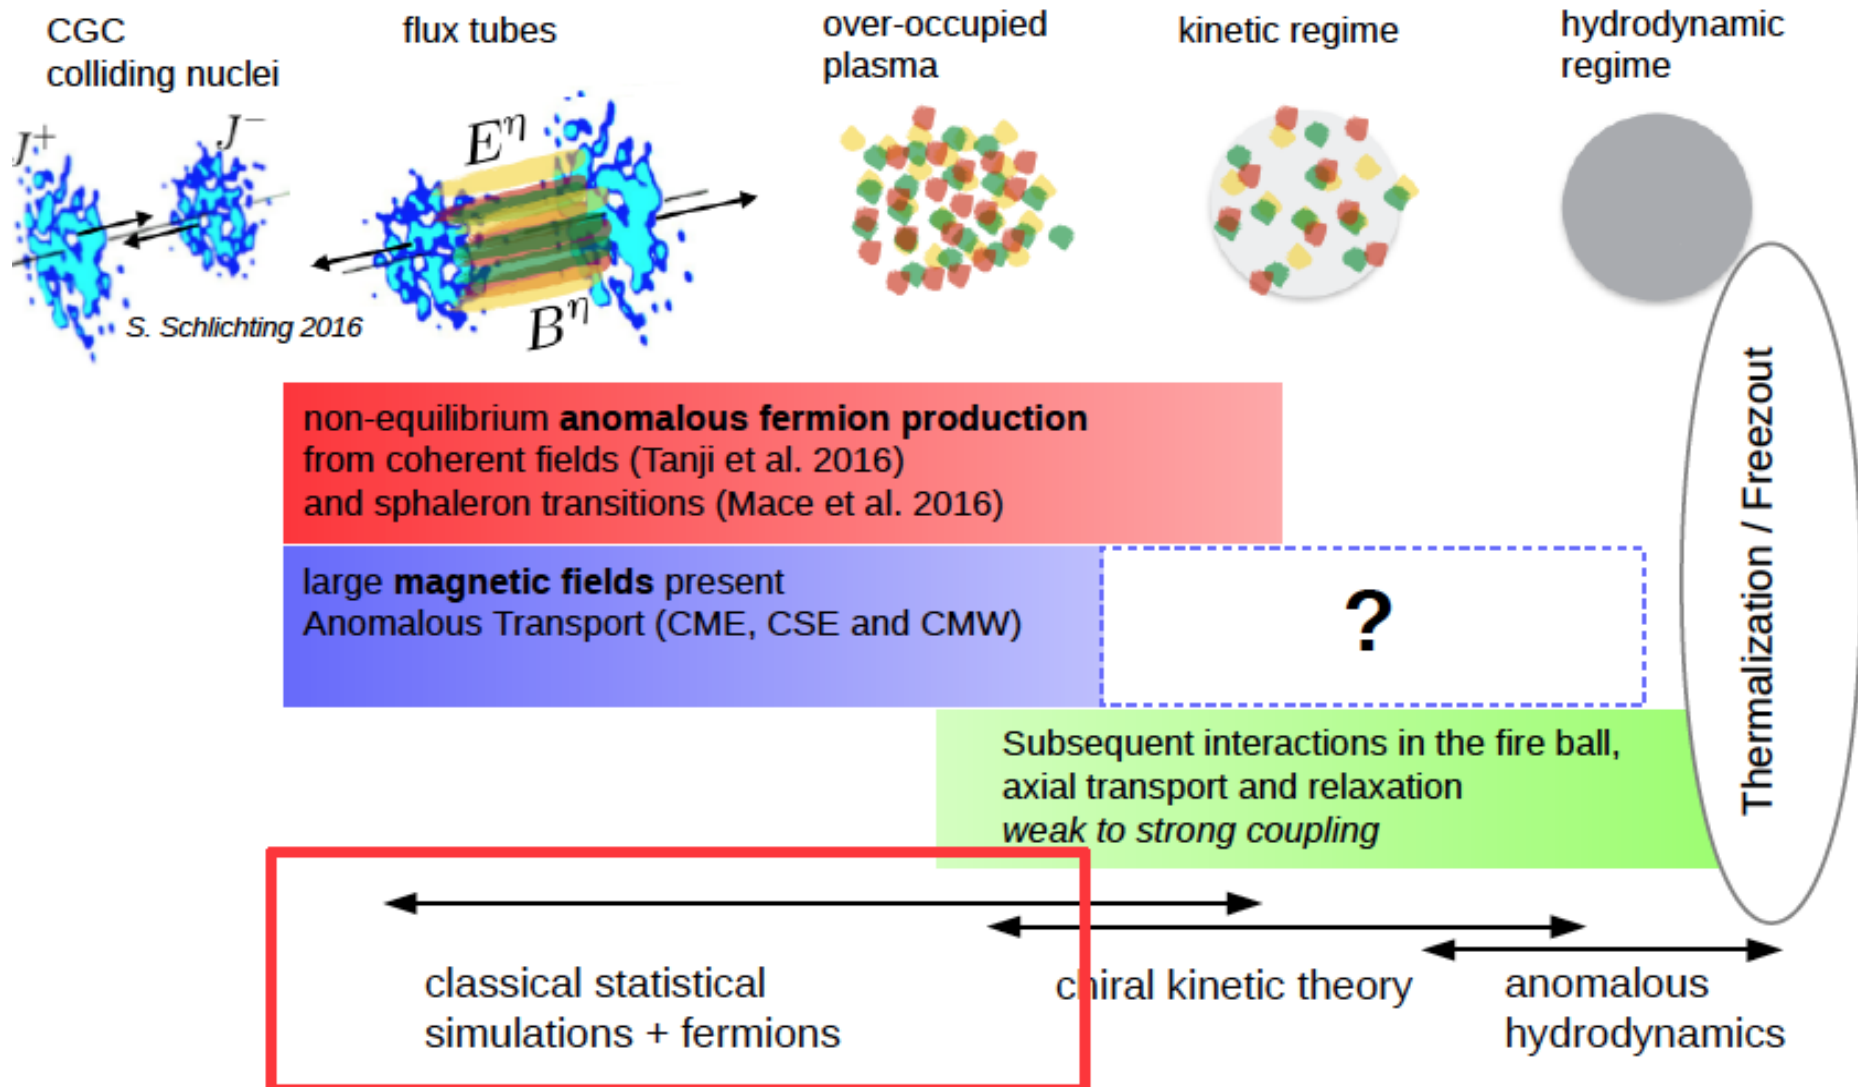 CGC
colliding nuclei
flux tubes
over-occupied
plasma
kinetic regime
hydrodynamic
regime
J⁺
J⁻
E^η
B^η
S. Schlichting 2016
non-equilibrium anomalous fermion production
from coherent fields (Tanji et al. 2016)
and sphaleron transitions (Mace et al. 2016)
large magnetic fields present
Anomalous Transport (CME, CSE and CMW)
?
Subsequent interactions in the fire ball,
axial transport and relaxation
weak to strong coupling
Thermalization / Freezout
classical statistical
simulations + fermions
chiral kinetic theory
anomalous
hydrodynamics